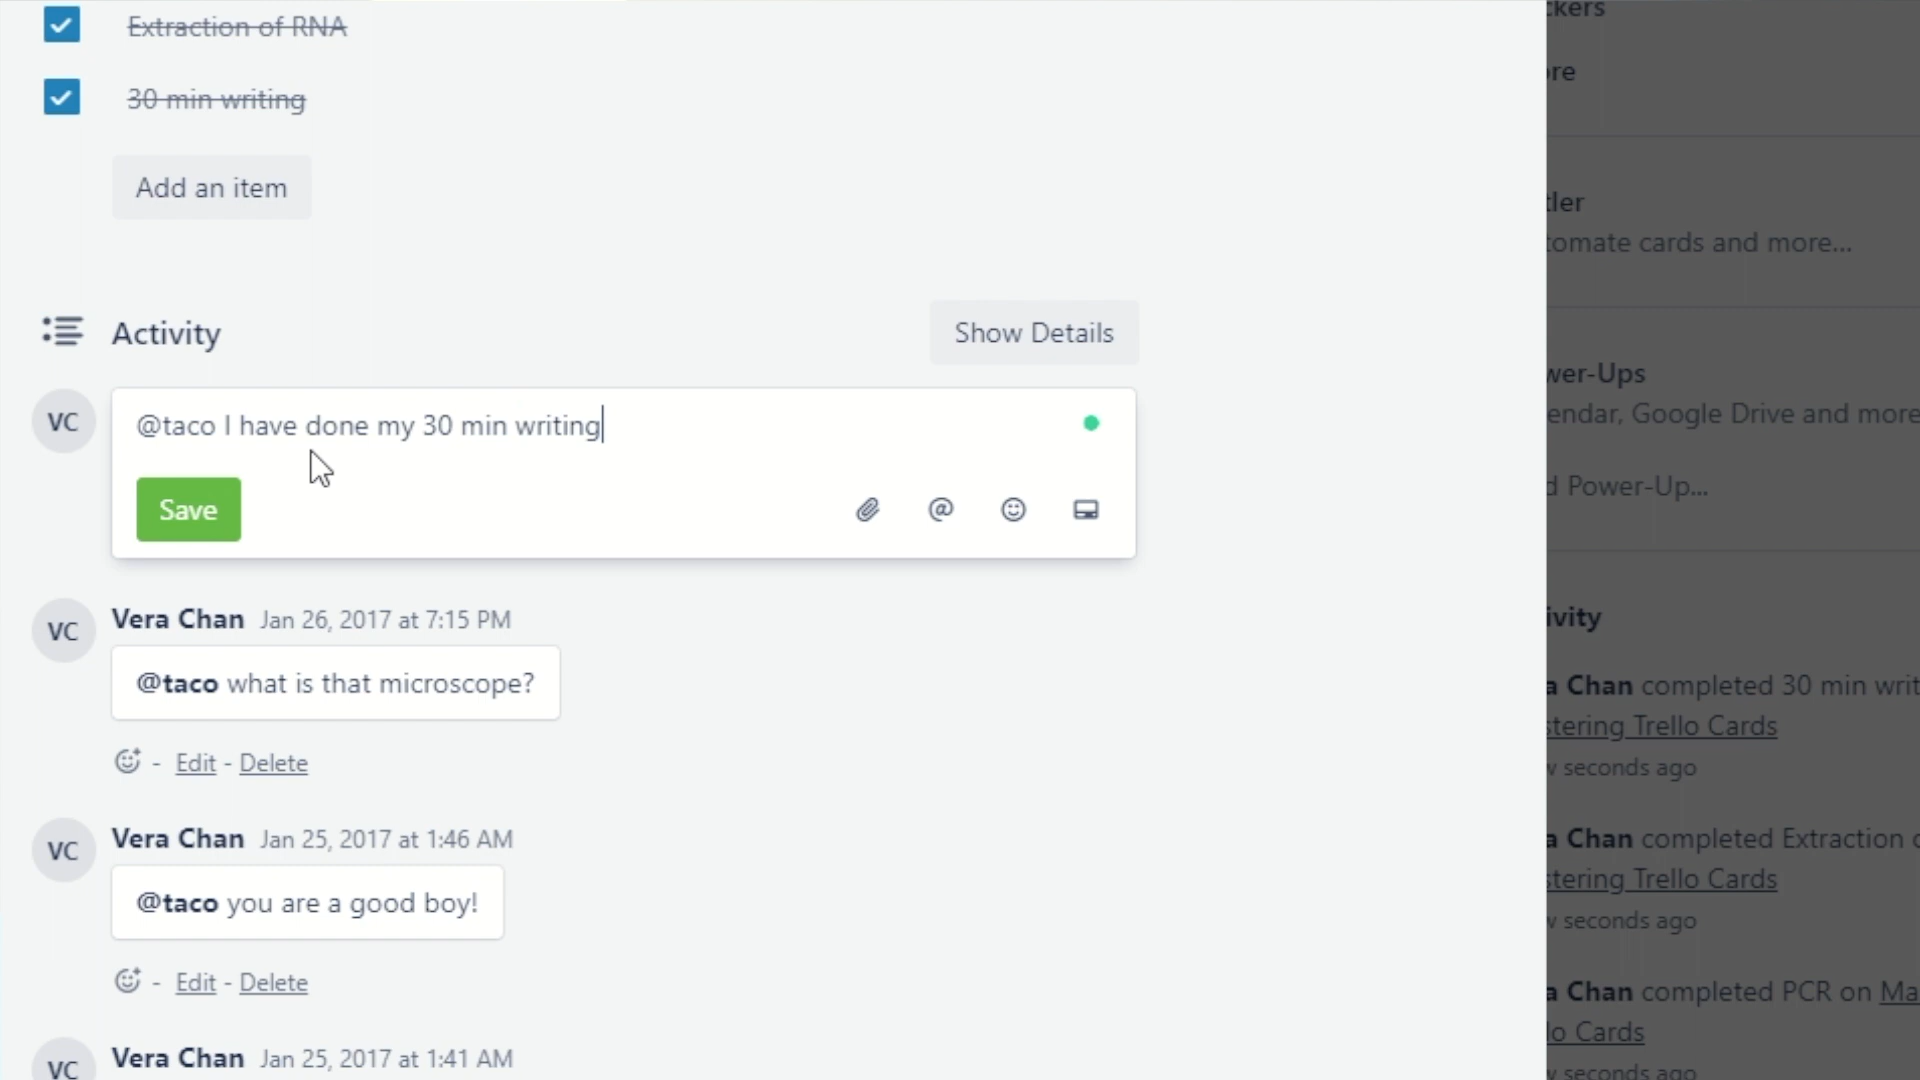 Extraction of RNA
30 min writing
Add an item
Activity
Show Details
VC
@taco I have done my 30 min writing
Save
VC
Vera Chan Jan 26, 2017 at 7:15 PM
@taco what is that microscope?
- Edit - Delete
VC
Vera Chan Jan 25, 2017 at 1:46 AM
@taco you are a good boy!
- Edit - Delete
VC
Vera Chan Jan 25, 2017 at 1:41 AM
ckers
re
tler
tomate cards and more...
wer-Ups
endar, Google Drive and more
d Power-Up...
ivity
a Chan completed 30 min writ
stering Trello Cards
w seconds ago
a Chan completed Extraction o
stering Trello Cards
w seconds ago
a Chan completed PCR on Ma
lo Cards
w seconds ago